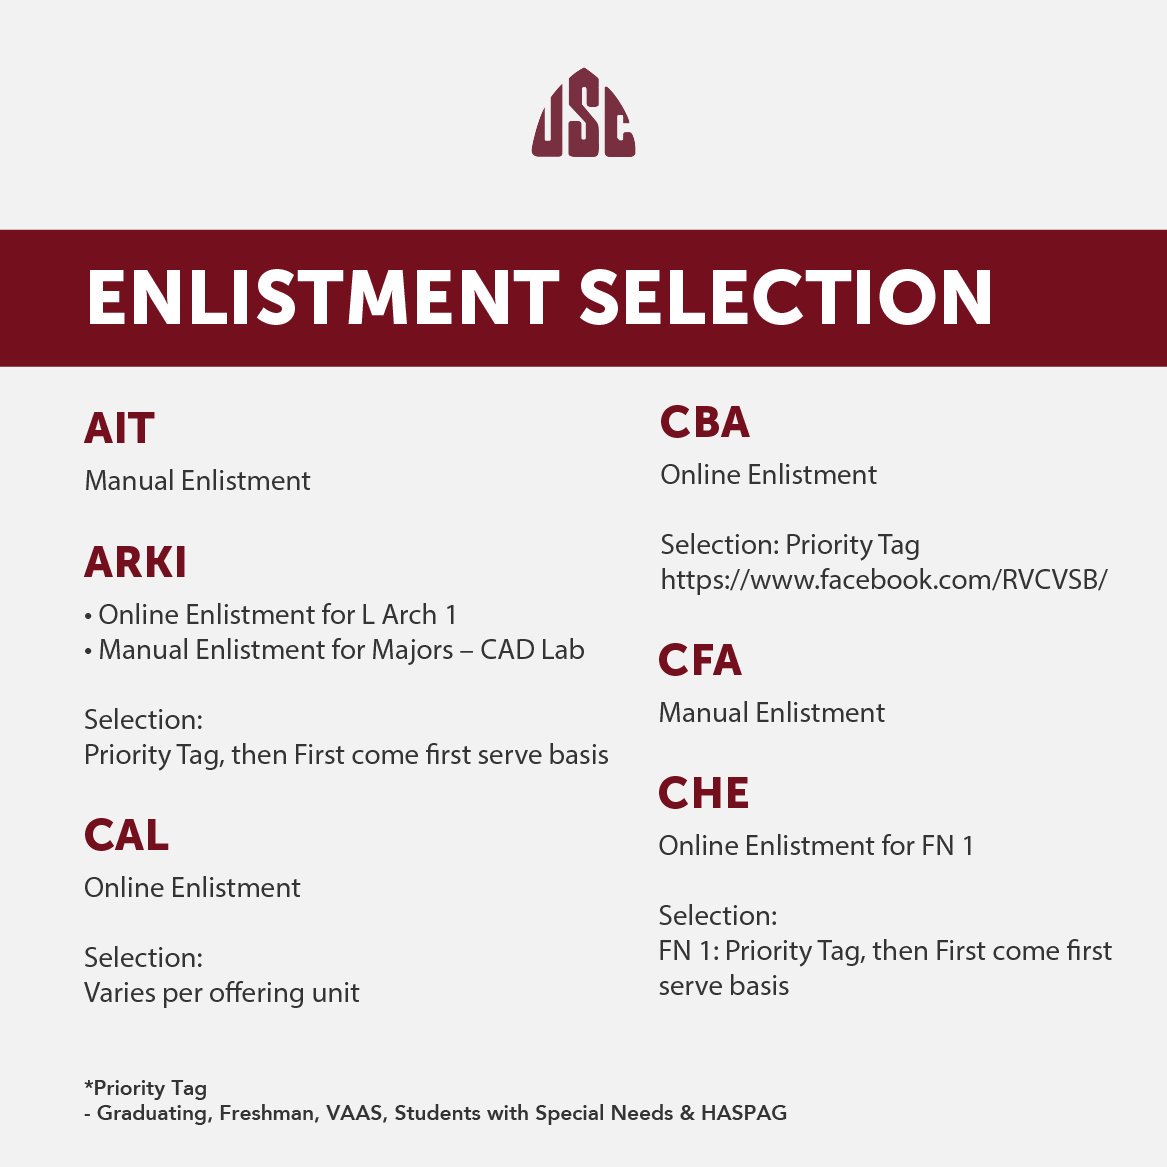 USC
ENLISTMENT SELECTION
AIT
Manual Enlistment
ARKI
• Online Enlistment for L Arch 1
• Manual Enlistment for Majors – CAD Lab
Selection:
Priority Tag, then First come first serve basis
CAL
Online Enlistment
Selection:
Varies per offering unit
CBA
Online Enlistment
Selection: Priority Tag
https://www.facebook.com/RVCVSB/
CFA
Manual Enlistment
CHE
Online Enlistment for FN 1
Selection:
FN 1: Priority Tag, then First come first
serve basis
*Priority Tag
- Graduating, Freshman, VAAS, Students with Special Needs & HASPAG